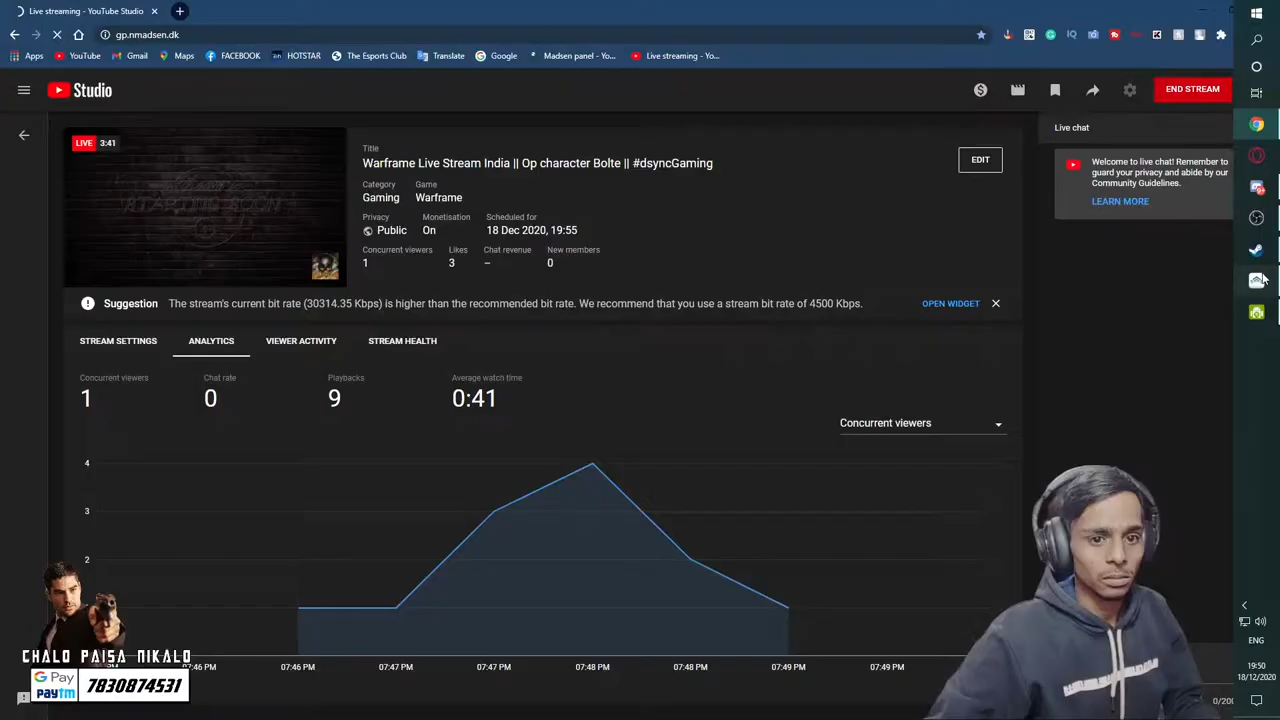 Live streaming - YouTube Studio
gp.nmadsen.dk
Apps YouTube Gmail Maps FACEBOOK HOTSTAR The Esports Club Translate Google Madsen panel - Yo... Live streaming - Yo...
Studio
END STREAM
LIVE 3:41
STARTING SOON
Title
Warframe Live Stream India || Op character Bolte || #dsyncGaming
EDIT
Category Game
Gaming Warframe
Privacy Monetisation Scheduled for
Public On 18 Dec 2020, 19:55
Concurrent viewers Likes Chat revenue New members
1 3 – 0
Live chat
Welcome to live chat! Remember to
guard your privacy and abide by our
Community Guidelines.
LEARN MORE
Suggestion The stream's current bit rate (30314.35 Kbps) is higher than the recommended bit rate. We recommend that you use a stream bit rate of 4500 Kbps. OPEN WIDGET
STREAM SETTINGS ANALYTICS VIEWER ACTIVITY STREAM HEALTH
Concurrent viewers Chat rate Playbacks Average watch time
1 0 9 0:41
Concurrent viewers
4
3
2
07:46 PM 07:46 PM 07:47 PM 07:47 PM 07:48 PM 07:48 PM 07:49 PM 07:49 PM
CHALO PAISA NIKALO
G Pay
paytm
7830874531
ENG
19:50
18/12/2020
0/200